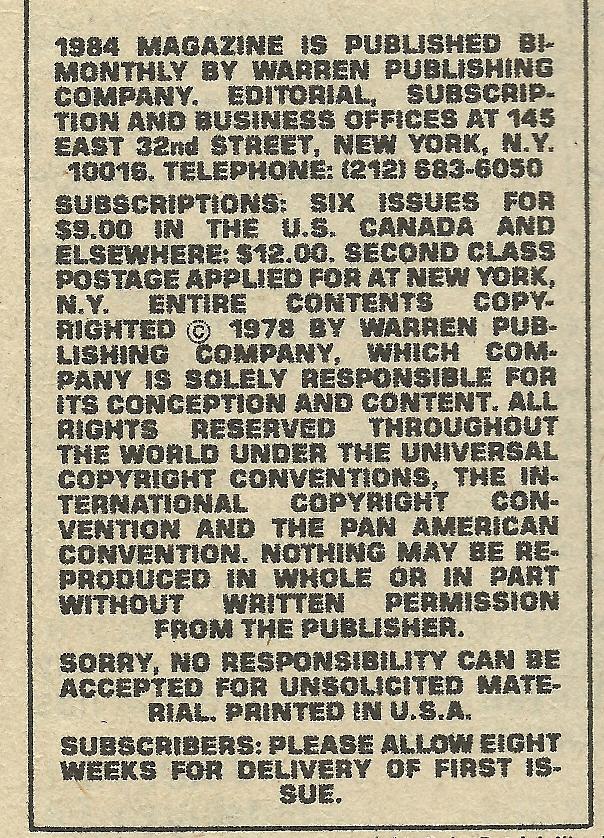 1984 MAGAZINE IS PUBLISHED BI-
MONTHLY BY WARREN PUBLISHING
COMPANY. EDITORIAL, SUBSCRIP-
TION AND BUSINESS OFFICES AT 145
EAST 32nd STREET, NEW YORK, N.Y.
10016. TELEPHONE: (212) 683-6050
SUBSCRIPTIONS: SIX ISSUES FOR
$9.00 IN THE U.S. CANADA AND
ELSEWHERE: $12.00. SECOND CLASS
POSTAGE APPLIED FOR AT NEW YORK,
N.Y. ENTIRE CONTENTS COPY-
RIGHTED © 1978 BY WARREN PUB-
LISHING COMPANY, WHICH COM-
PANY IS SOLELY RESPONSIBLE FOR
ITS CONCEPTION AND CONTENT. ALL
RIGHTS RESERVED THROUGHOUT
THE WORLD UNDER THE UNIVERSAL
COPYRIGHT CONVENTIONS, THE IN-
TERNATIONAL COPYRIGHT CON-
VENTION AND THE PAN AMERICAN
CONVENTION. NOTHING MAY BE RE-
PRODUCED IN WHOLE OR IN PART
WITHOUT WRITTEN PERMISSION
FROM THE PUBLISHER.
SORRY, NO RESPONSIBILITY CAN BE
ACCEPTED FOR UNSOLICITED MATE-
RIAL. PRINTED IN U.S.A.
SUBSCRIBERS: PLEASE ALLOW EIGHT
WEEKS FOR DELIVERY OF FIRST IS-
SUE.